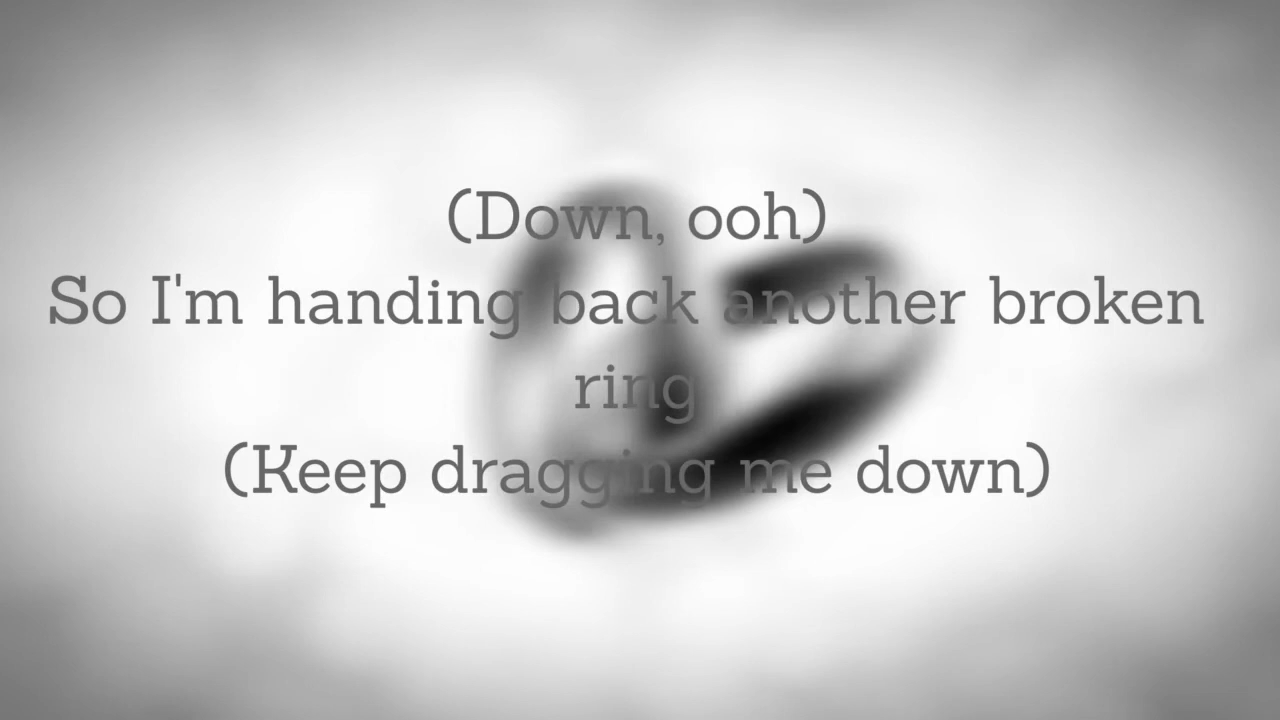 (Down, ooh)
So I'm handing back another broken
ring
(Keep dragging me down)